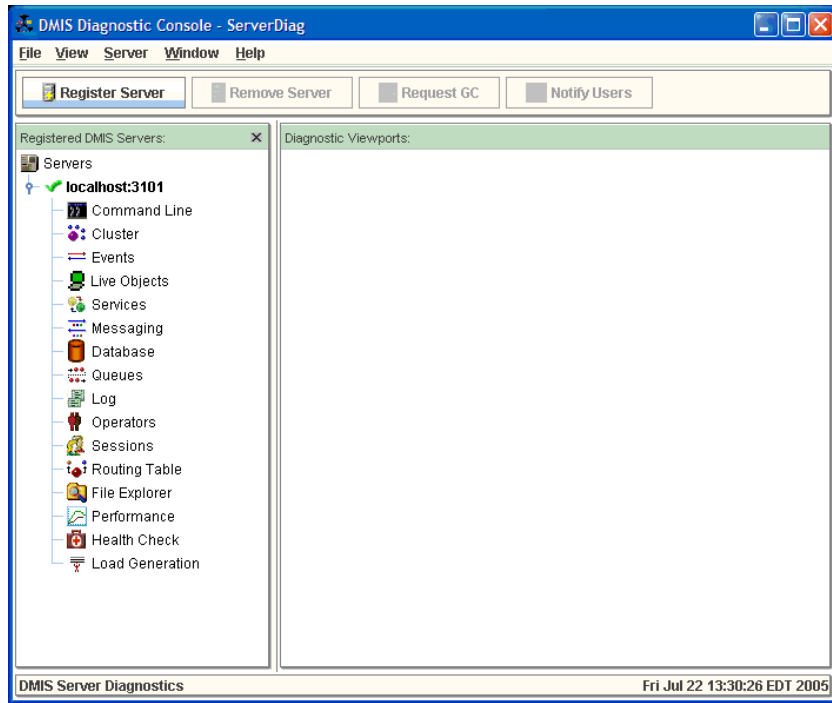 DMIS Diagnostic Console - ServerDiag
File View Server Window Help
Register Server Remove Server Request GC Notify Users
Registered DMIS Servers:
Diagnostic Viewports:
Servers
localhost:3101
Command Line
Cluster
Events
Live Objects
Services
Messaging
Database
Queues
Log
Operators
Sessions
Routing Table
File Explorer
Performance
Health Check
Load Generation
DMIS Server Diagnostics
Fri Jul 22 13:30:26 EDT 2005